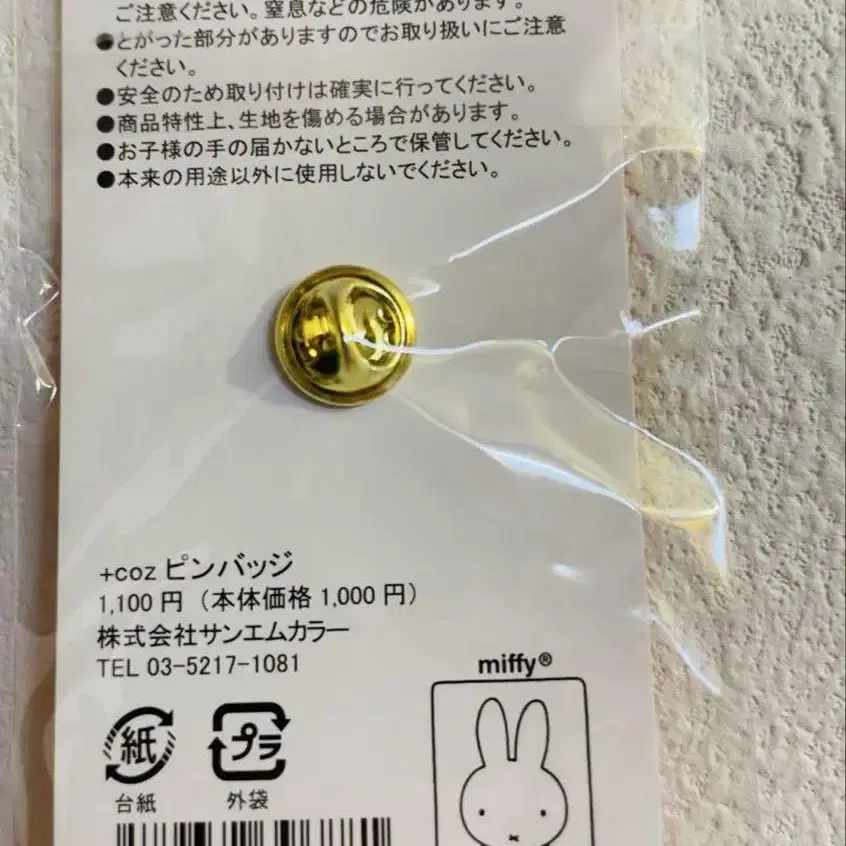 ご注意ください。窒息などの危険があります。
●とがった部分がありますのでお取り扱いにご注意
ください。
●安全のため取り付けは確実に行ってください。
●商品特性上、生地を傷める場合があります。
●お子様の手の届かないところで保管してください。
●本来の用途以外に使用しないでください。
+coz ピンバッジ
1,100 円（本体価格 1,000 円）
株式会社サンエムカラー
TEL 03-5217-1081
miffy®
紙
台紙
プラ
外袋